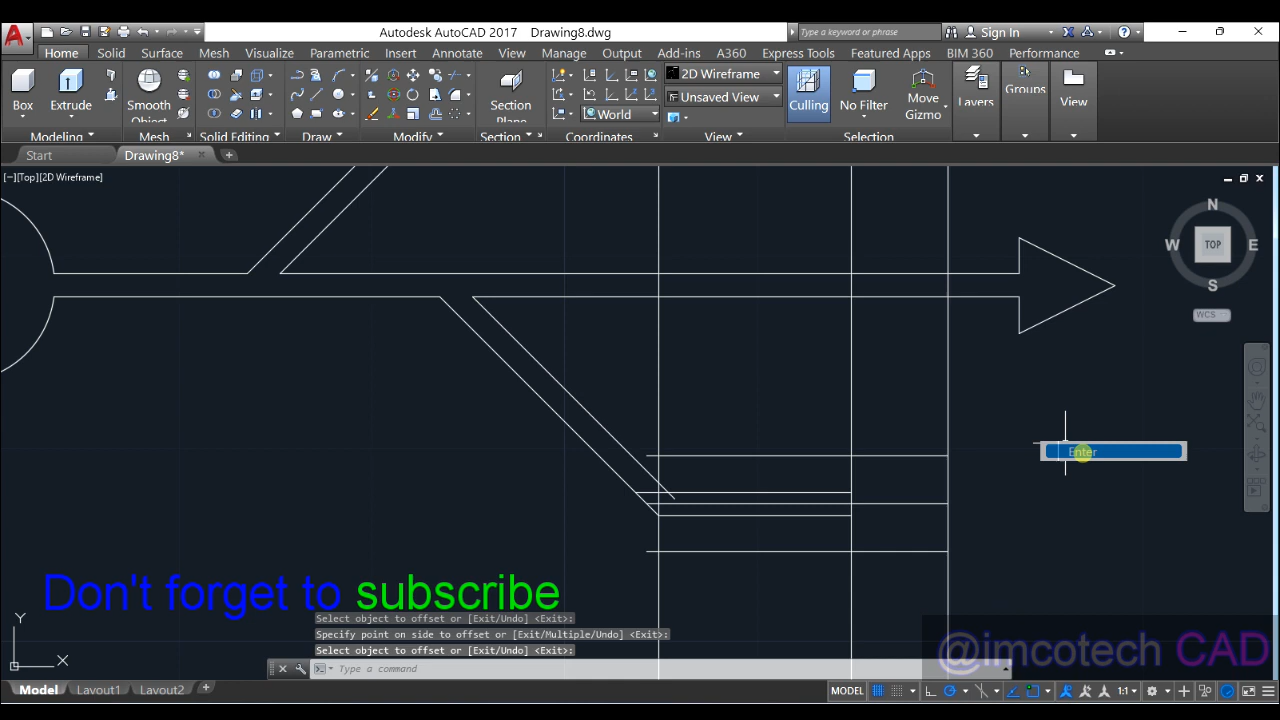 Autodesk AutoCAD 2017 Drawing8.dwg
Type a keyword or phrase
Sign In
Home Solid Surface Mesh Visualize Parametric Insert Annotate View Manage Output Add-ins A360 Express Tools Featured Apps BIM 360 Performance
2D Wireframe
Unsaved View
World
Box Extrude Smooth Object Section Plane Culling No Filter Move Gizmo Layers Groups View
Modeling Mesh Solid Editing Draw Modify Section Coordinates View Selection
Start Drawing8* +
[−][Top][2D Wireframe]
N
W TOP E
S
WCS
Enter
Don't forget to subscribe
Select object to offset or [Exit/Undo] <Exit>:
Specify point on side to offset or [Exit/Multiple/Undo] <Exit>:
Select object to offset or [Exit/Undo] <Exit>:
Type a command
Y
X
@imcotech CAD
Model Layout1 Layout2 +
MODEL 1:1